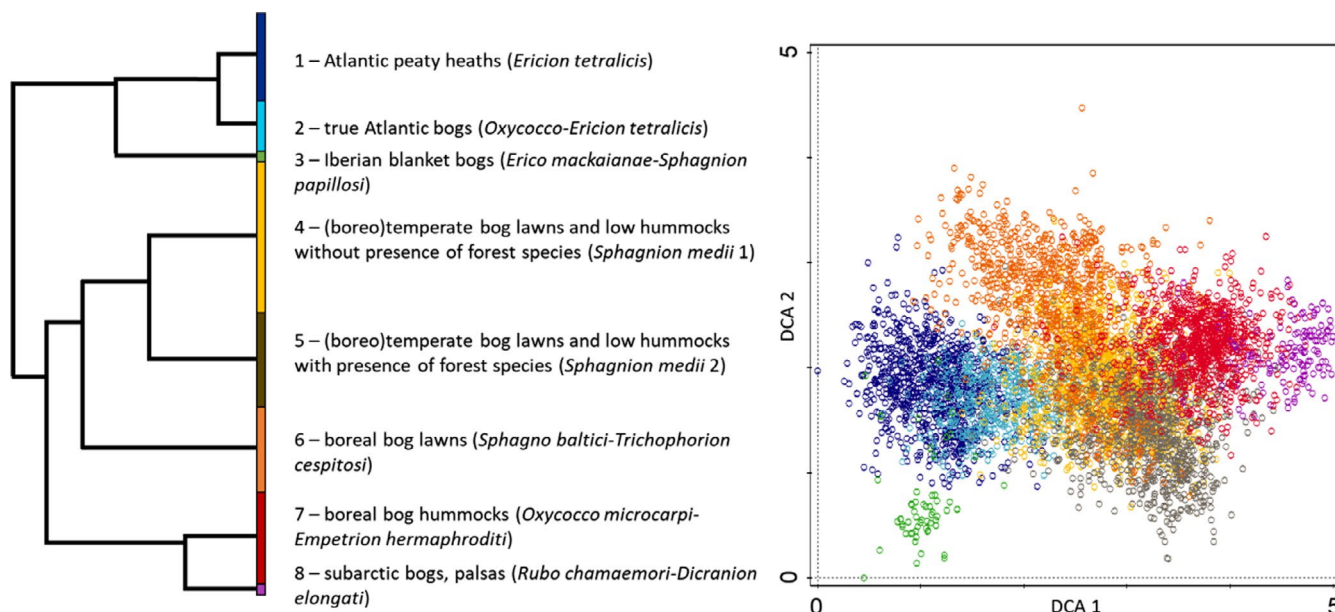 1 – Atlantic peaty heaths (Ericion tetralicis)
2 – true Atlantic bogs (Oxycocco-Ericion tetralicis)
3 – Iberian blanket bogs (Erico mackaianae-Sphagnion
papillosi)
4 – (boreo)temperate bog lawns and low hummocks
without presence of forest species (Sphagnion medii 1)
5 – (boreo)temperate bog lawns and low hummocks
with presence of forest species (Sphagnion medii 2)
6 – boreal bog lawns (Sphagno baltici-Trichophorion
cespitosi)
7 – boreal bog hummocks (Oxycocco microcarpi-
Empetrion hermaphroditi)
8 – subarctic bogs, palsas (Rubo chamaemori-Dicranion
elongati)
5
DCA 2
0
0
DCA 1
5